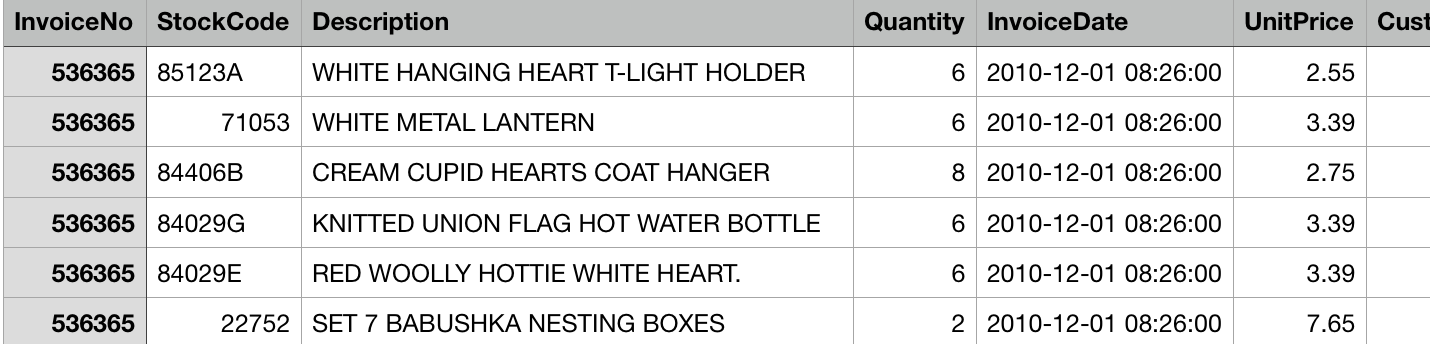 InvoiceNo StockCode Description Quantity InvoiceDate UnitPrice Cust
536365 85123A WHITE HANGING HEART T-LIGHT HOLDER 6 2010-12-01 08:26:00 2.55
536365 71053 WHITE METAL LANTERN 6 2010-12-01 08:26:00 3.39
536365 84406B CREAM CUPID HEARTS COAT HANGER 8 2010-12-01 08:26:00 2.75
536365 84029G KNITTED UNION FLAG HOT WATER BOTTLE 6 2010-12-01 08:26:00 3.39
536365 84029E RED WOOLLY HOTTIE WHITE HEART. 6 2010-12-01 08:26:00 3.39
536365 22752 SET 7 BABUSHKA NESTING BOXES 2 2010-12-01 08:26:00 7.65